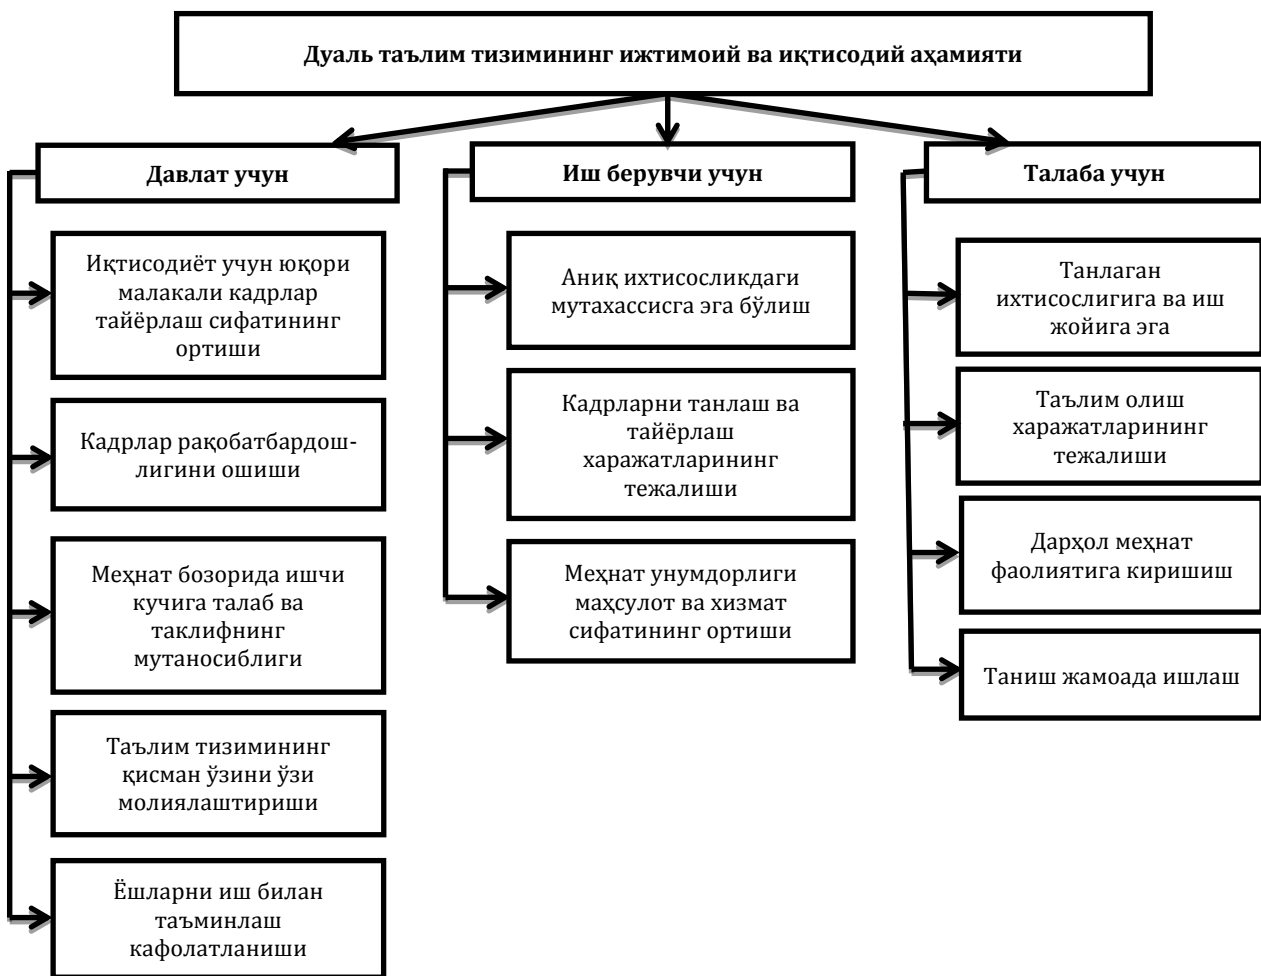 Дуаль таълим тизимининг ижтимоий ва иқтисодий аҳамияти
Давлат учун
Иқтисодиёт учун юқори
малакали кадрлар
тайёрлаш сифатининг
ортиши
Кадрлар рақобатбардош-
лигини ошиши
Меҳнат бозорида ишчи
кучига талаб ва
таклифнинг
мутаносиблиги
Таълим тизимининг
қисман ўзини ўзи
молиялаштириши
Ёшларни иш билан
таъминлаш
кафолатланиши
Иш берувчи учун
Аниқ ихтисосликдаги
мутахассисга эга бўлиш
Кадрларни танлаш ва
тайёрлаш
харажатларининг
тежалиши
Меҳнат унумдорлиги
маҳсулот ва хизмат
сифатининг ортиши
Талаба учун
Танлаган
ихтисослигига ва иш
жойига эга
Таълим олиш
харажатларининг
тежалиши
Дарҳол меҳнат
фаолиятига киришиш
Таниш жамоада ишлаш